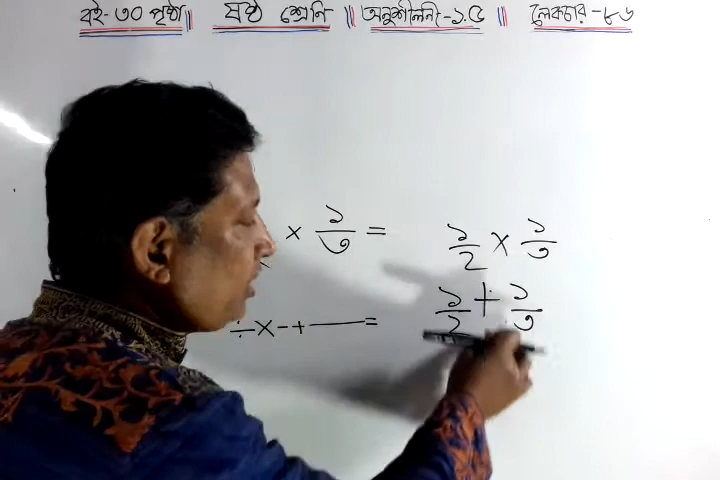 বই-৩০ পৃষ্ঠা || ষষ্ঠ শ্রেনি || অনুশীলনী-১.৫ || লেকচার-৮৬
× ১/৩ = ১/২ × ১/৩
÷×-+ — = ১/২ + ১/৩